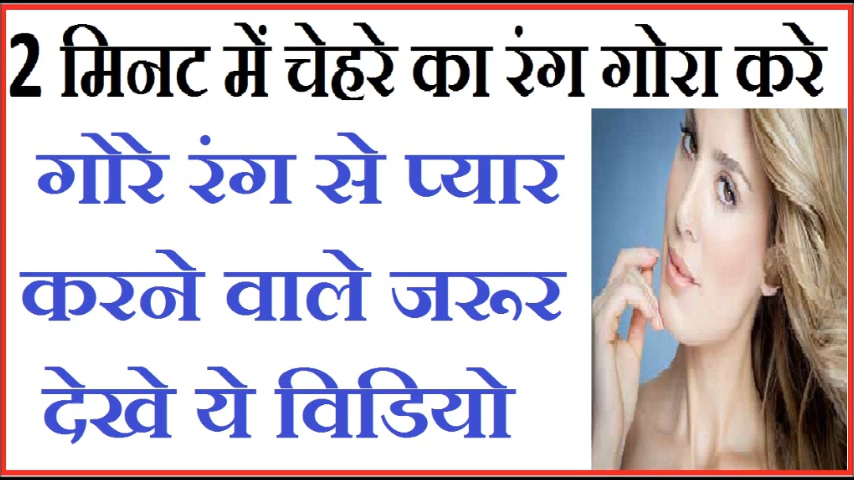 2 मिनट में चेहरे का रंग गोरा करे
गोरे रंग से प्यार
करने वाले जरूर
देखे ये विडियो